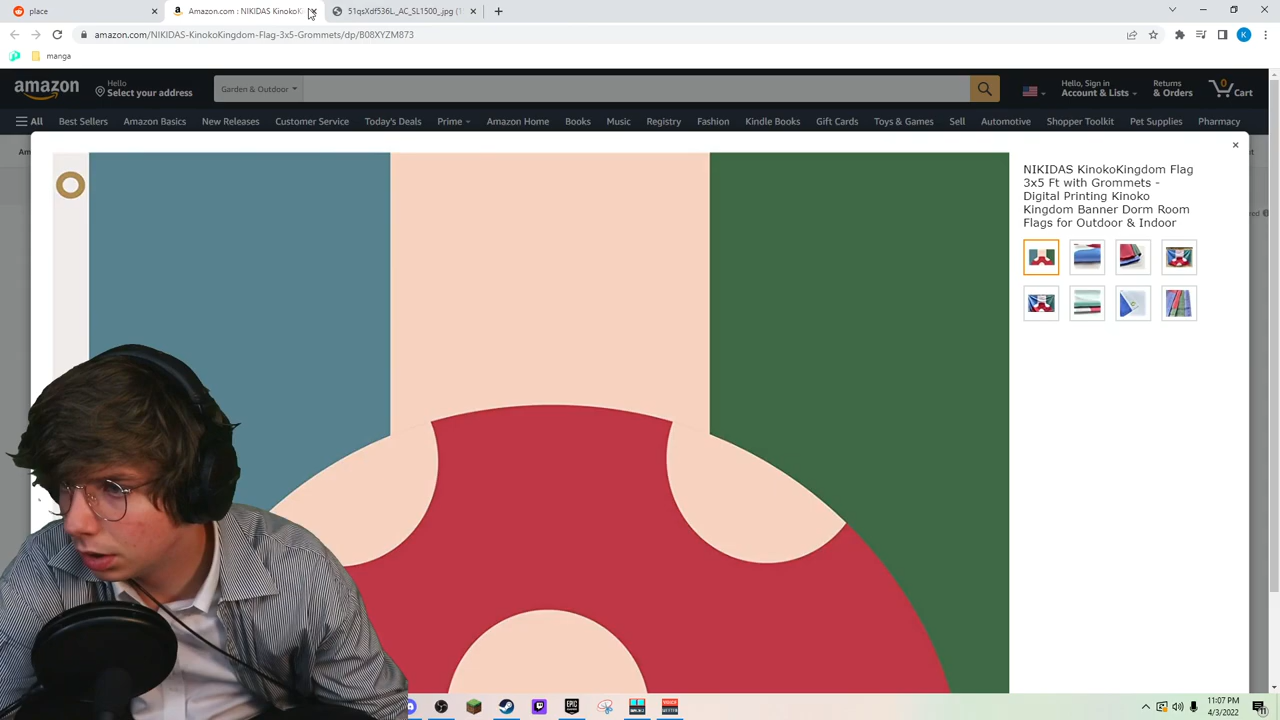 place
Amazon.com : NIKIDAS KinokoK
51qsXdf536L._AC_SL1500_.jpg (1
amazon.com/NIKIDAS-KinokoKingdom-Flag-3x5-Grommets/dp/B08XYZM873
K
manga
amazon
Hello
Select your address
Garden & Outdoor
Hello, Sign in
Account & Lists
Returns
& Orders
0
Cart
All
Best Sellers
Amazon Basics
New Releases
Customer Service
Today's Deals
Prime
Amazon Home
Books
Music
Registry
Fashion
Kindle Books
Gift Cards
Toys & Games
Sell
Automotive
Shopper Toolkit
Pet Supplies
Pharmacy
NIKIDAS KinokoKingdom Flag
3x5 Ft with Grommets -
Digital Printing Kinoko
Kingdom Banner Dorm Room
Flags for Outdoor & Indoor
11:07 PM
4/3/2022